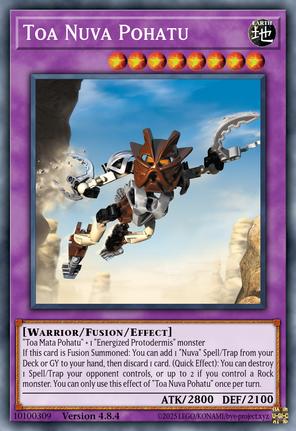 Toa Nuva Pohatu
EARTH
地
[Warrior/Fusion/Effect]
"Toa Mata Pohatu" + 1 "Energized Protodermis" monster
If this card is Fusion Summoned: You can add 1 "Nuva" Spell/Trap from your
Deck or GY to your hand, then discard 1 card. (Quick Effect): You can destroy
1 Spell/Trap your opponent controls, or up to 2 if you control a Rock
monster. You can only use this effect of "Toa Nuva Pohatu" once per turn.
ATK/2800 DEF/2100
10100309 Version 4.8.4 ©2025 LEGO/KONAMI/bye-project.xyz